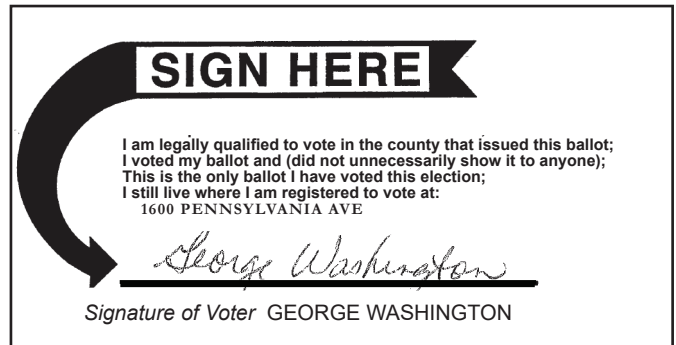 SIGN HERE
I am legally qualified to vote in the county that issued this ballot;
I voted my ballot and (did not unnecessarily show it to anyone);
This is the only ballot I have voted this election;
I still live where I am registered to vote at:
1600 PENNSYLVANIA AVE
George Washington
Signature of Voter GEORGE WASHINGTON